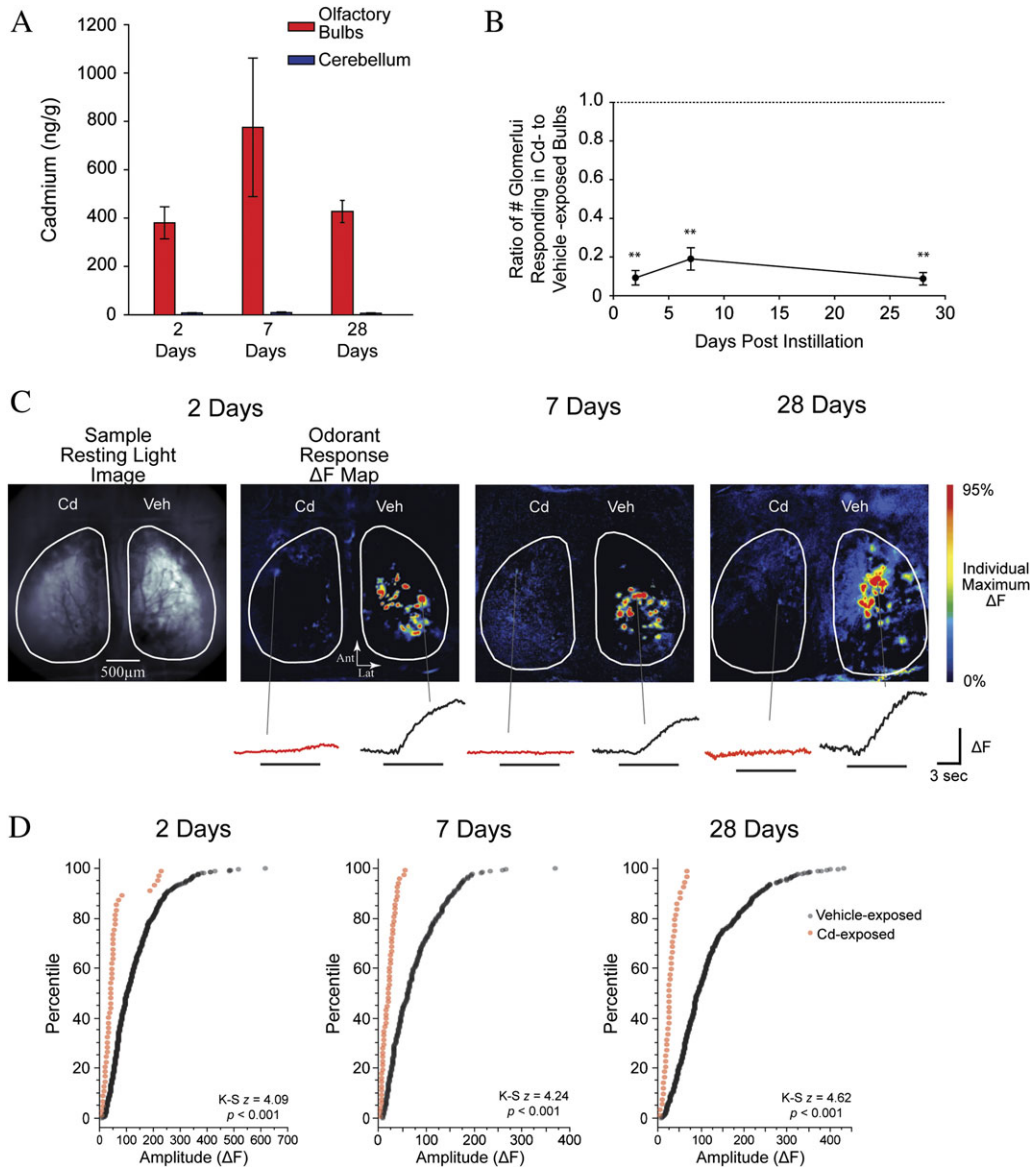 A
1200
1000
800
600
400
200
0
Cadmium (ng/g)
Olfactory
Bulbs
Cerebellum
2
Days
7
Days
28
Days
B
1.0
0.8
0.6
0.4
0.2
0
Ratio of # Glomerlui
Responding in Cd- to
Vehicle -exposed Bulbs
**
**
**
0 5 10 15 20 25 30
Days Post Instillation
C
2 Days
7 Days
28 Days
Sample
Resting Light
Image
Odorant
Response
ΔF Map
Cd Veh
Cd Veh
Cd Veh
Cd Veh
500μm
Ant
Lat
95%
Individual
Maximum
ΔF
0%
ΔF
3 sec
D
2 Days
7 Days
28 Days
100
80
60
40
20
0
Percentile
K-S z = 4.09
p < 0.001
0 100 200 300 400 500 600 700
Amplitude (ΔF)
100
80
60
40
20
0
Percentile
K-S z = 4.24
p < 0.001
0 100 200 300 400
Amplitude (ΔF)
100
80
60
40
20
0
Percentile
Vehicle-exposed
Cd-exposed
K-S z = 4.62
p < 0.001
0 100 200 300 400
Amplitude (ΔF)